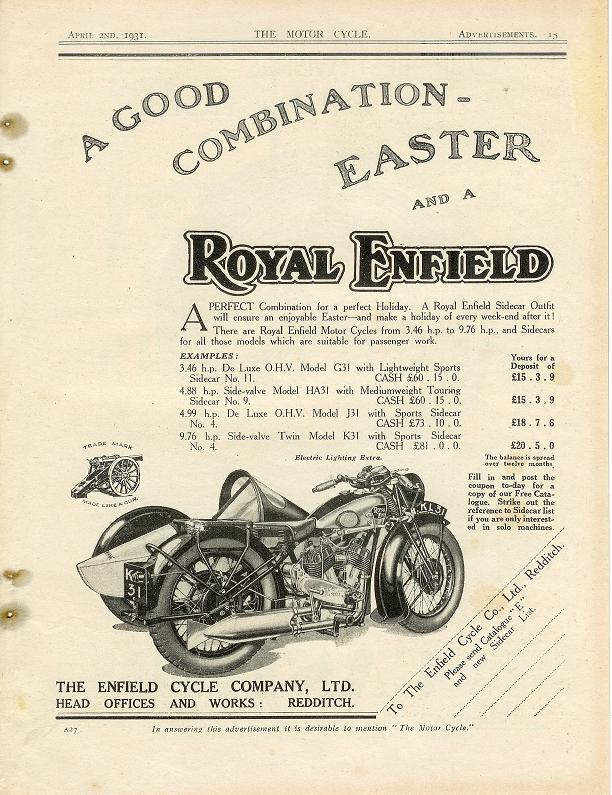 APRIL 2ND, 1931. THE MOTOR CYCLE. ADVERTISEMENTS. 15
A GOOD
COMBINATION-
EASTER
AND A
ROYAL ENFIELD
A PERFECT Combination for a perfect Holiday. A Royal Enfield Sidecar Outfit
will ensure an enjoyable Easter—and make a holiday of every week-end after it!
There are Royal Enfield Motor Cycles from 3.46 h.p. to 9.76 h.p., and Sidecars
for all those models which are suitable for passenger work.
EXAMPLES: Yours for a
Deposit of
3.46 h.p. De Luxe O.H.V. Model G31 with Lightweight Sports
Sidecar No. 11. CASH £60 . 15 . 0. £15 . 3 . 9
4.88 h.p. Side-valve Model HA31 with Mediumweight Touring
Sidecar No. 9. CASH £60 . 15 . 0. £15 . 3 . 9
4.99 h.p. De Luxe O.H.V. Model J31 with Sports Sidecar
No. 4. CASH £73 . 10 . 0. £18 . 7 . 6
9.76 h.p. Side-valve Twin Model K31 with Sports Sidecar
No. 4. CASH £81 . 0 . 0. £20 . 5 . 0
Electric Lighting Extra. The balance is spread
over twelve months
TRADE MARK
MADE LIKE A GUN.
Fill in and post the
coupon to-day for a
copy of our Free Cata-
logue. Strike out the
reference to Sidecar list
if you are only interest-
ed in solo machines.
KL31
K
31
To The Enfield Cycle Co., Ltd., Redditch.
Please send Catalogue "E"
and new Sidecar List.
THE ENFIELD CYCLE COMPANY, LTD.
HEAD OFFICES AND WORKS: REDDITCH.
A27 In answering this advertisement it is desirable to mention "The Motor Cycle."